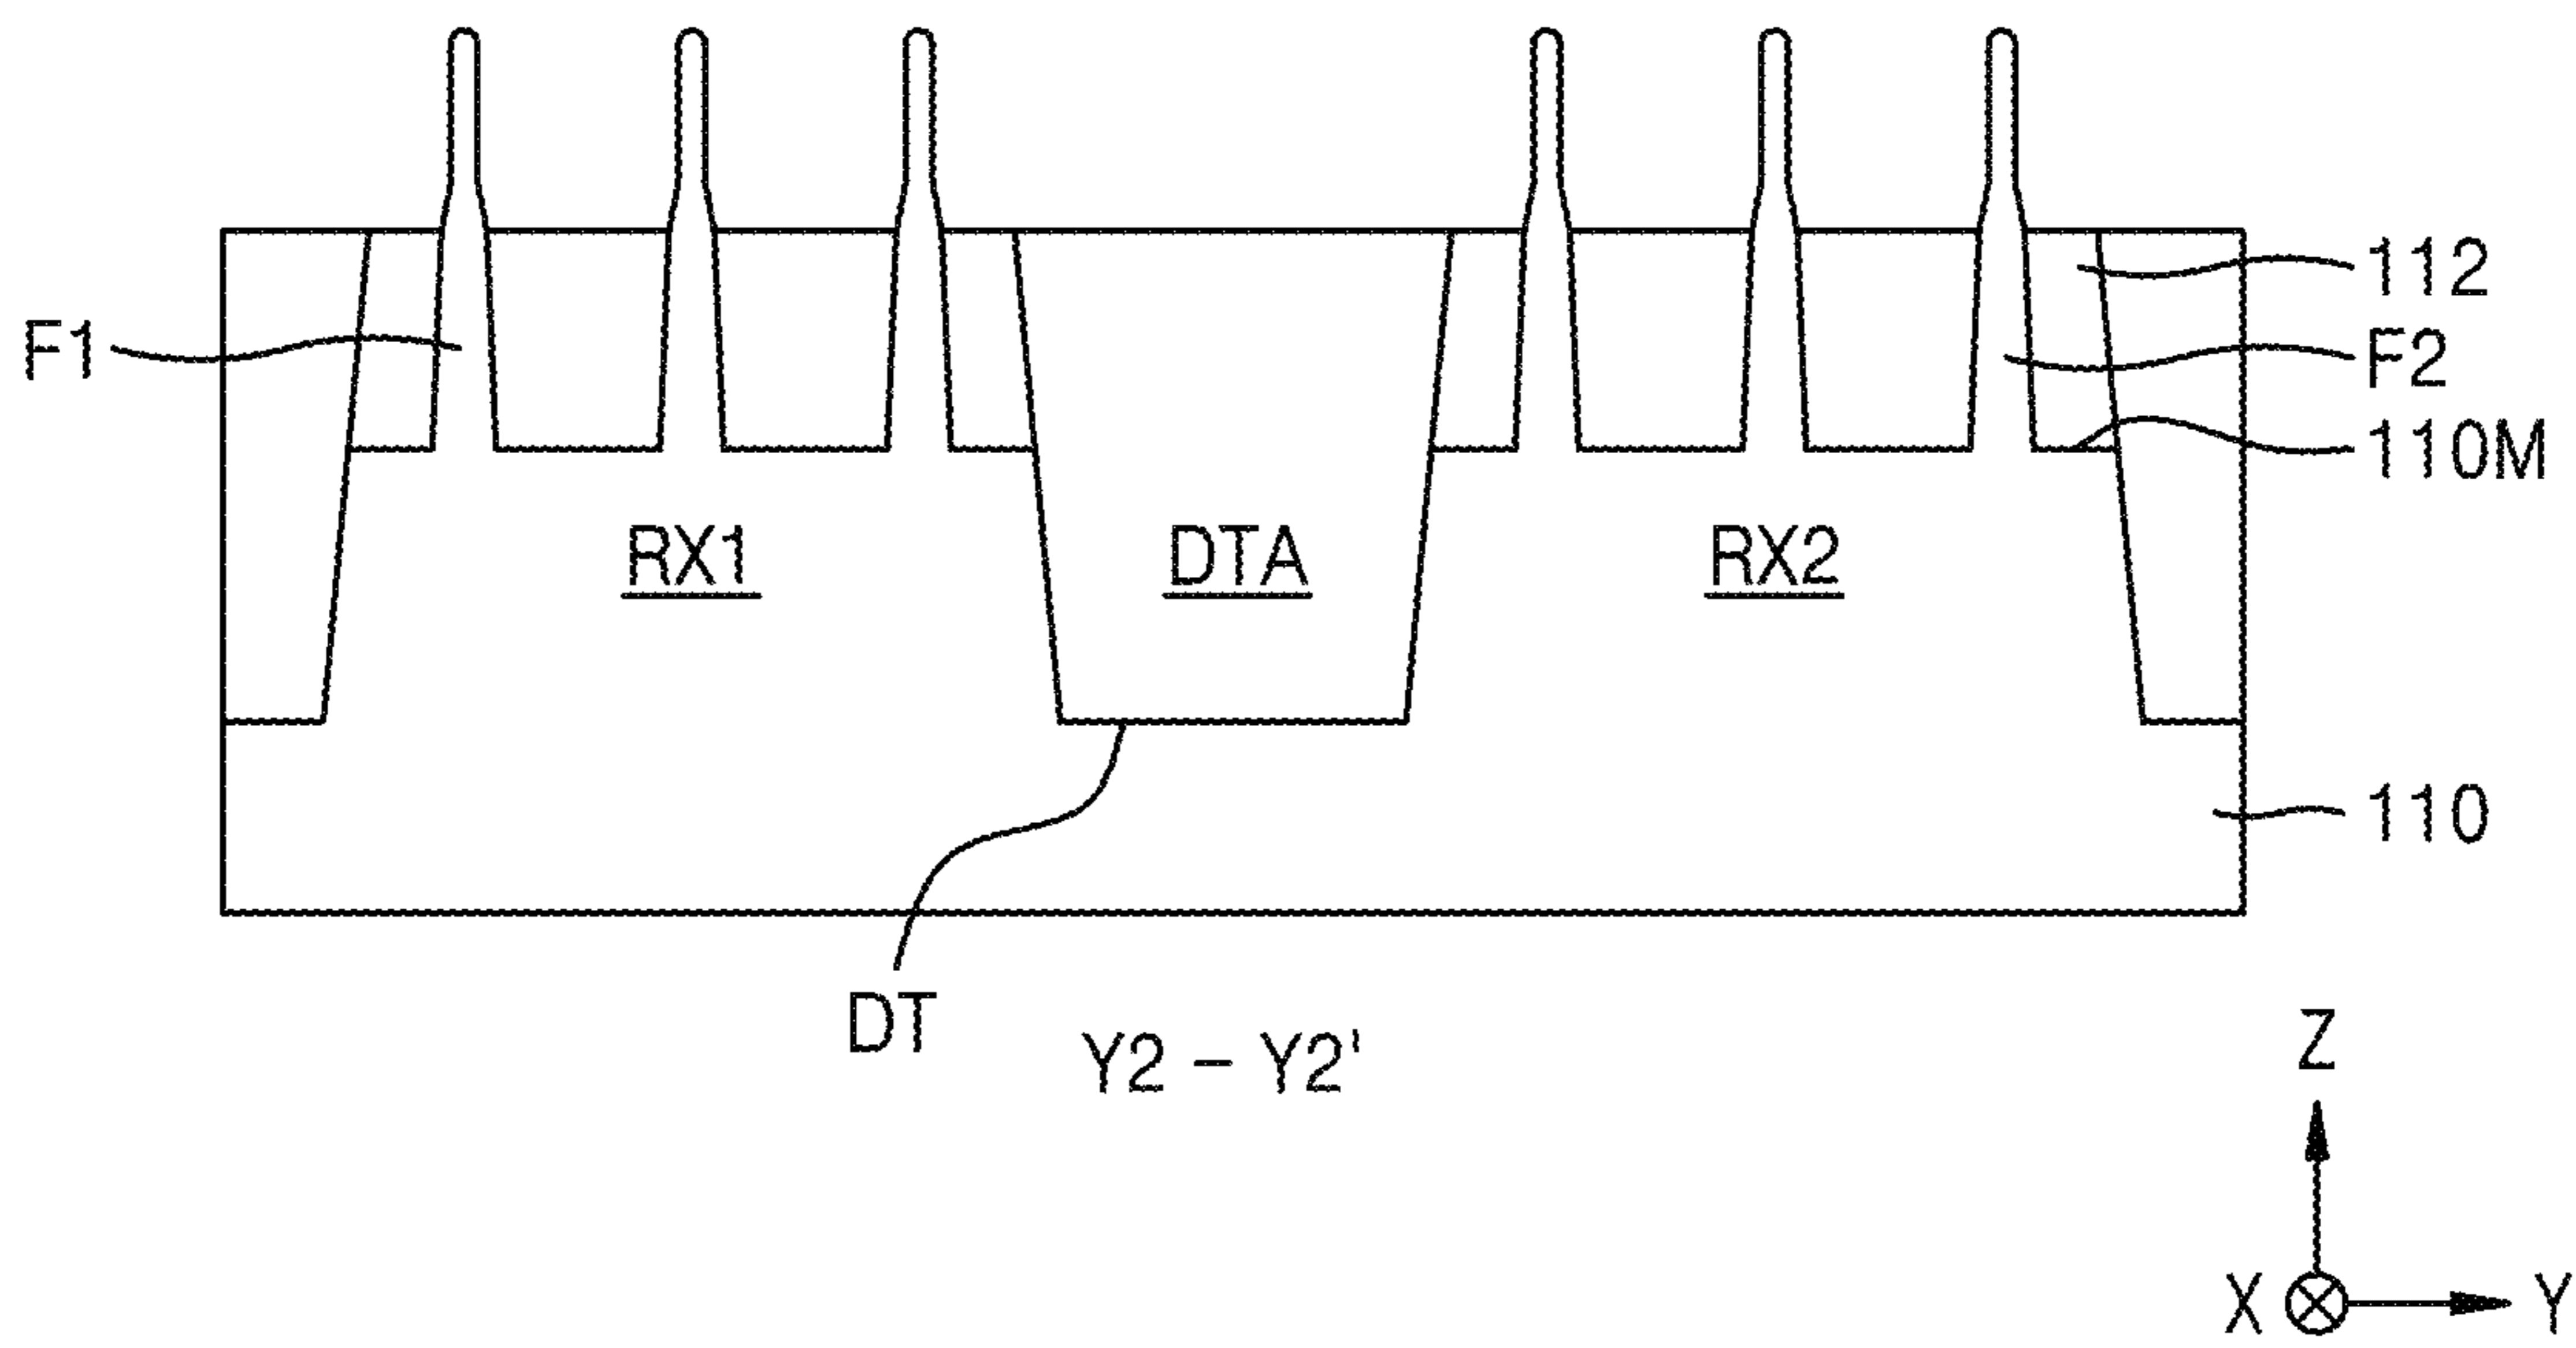 112
F1
F2
110M
RX1
DTA
RX2
110
DT
Y2 - Y2'
Z
X
Y